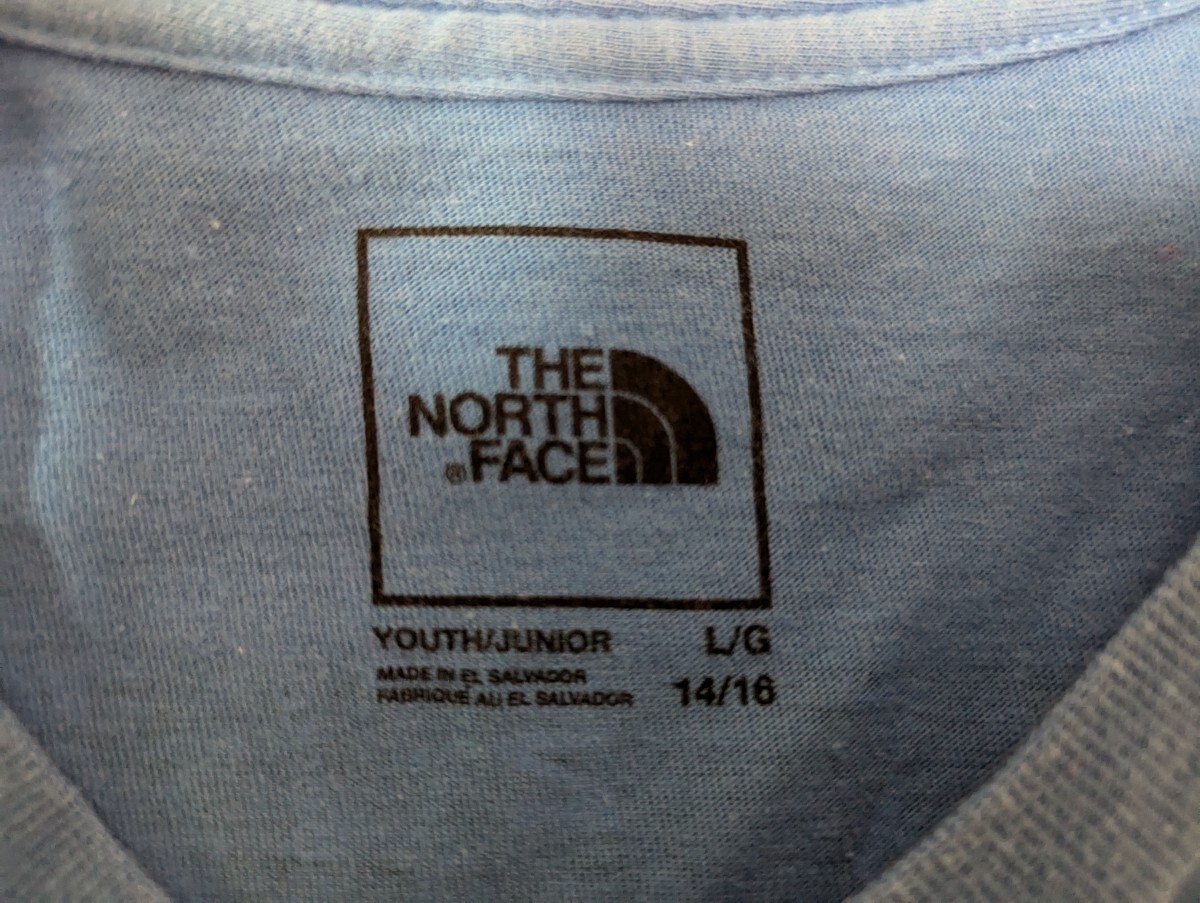 THE
NORTH
®FACE
YOUTH/JUNIOR L/G
MADE IN EL SALVADOR
FABRIQUÉ AU EL SALVADOR 14/16